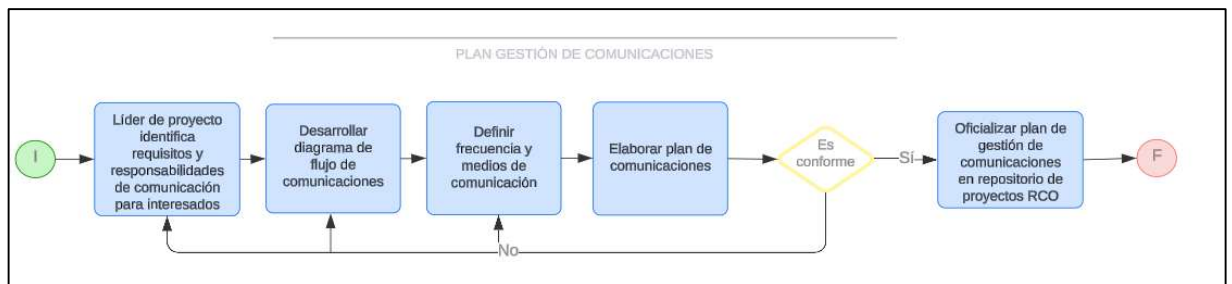 PLAN GESTIÓN DE COMUNICACIONES
I
Líder de proyecto
identifica
requisitos y
responsabilidades
de comunicación
para interesados
Desarrollar
diagrama de
flujo de
comunicaciones
Definir
frecuencia y
medios de
comunicación
Elaborar plan de
comunicaciones
Es
conforme
Sí
Oficializar plan de
gestión de
comunicaciones
en repositorio de
proyectos RCO
F
No